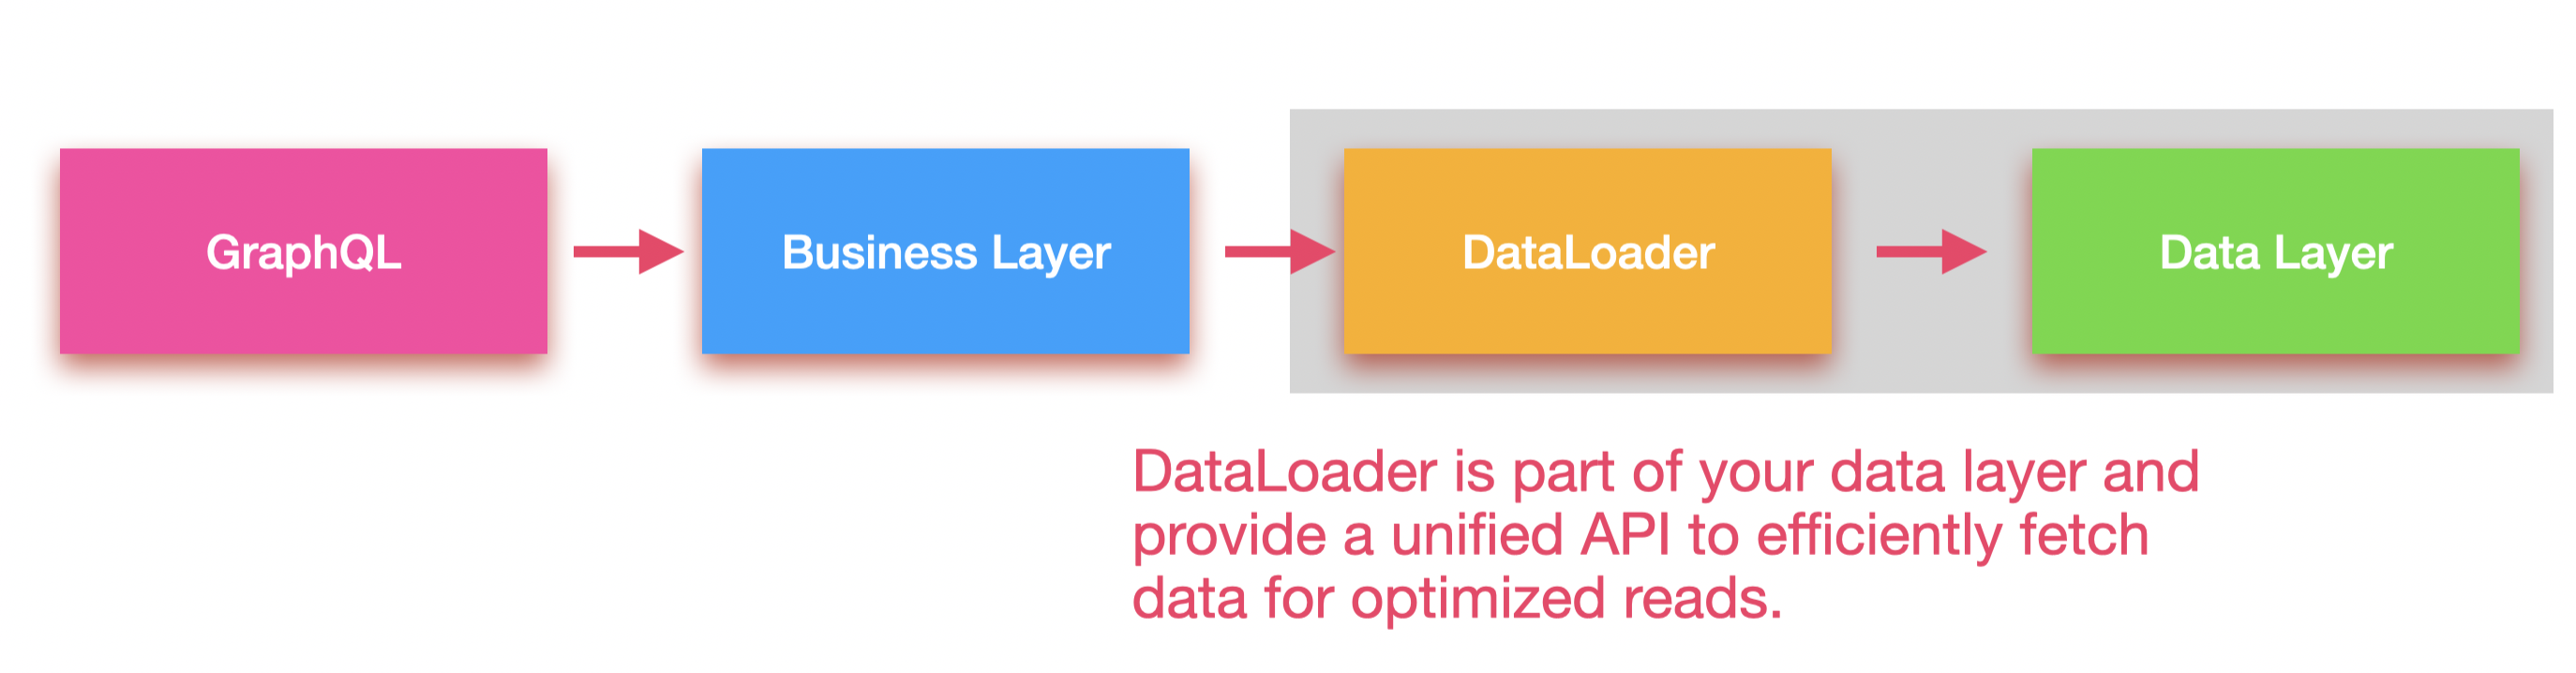 GraphQL
Business Layer
DataLoader
Data Layer
DataLoader is part of your data layer and
provide a unified API to efficiently fetch
data for optimized reads.